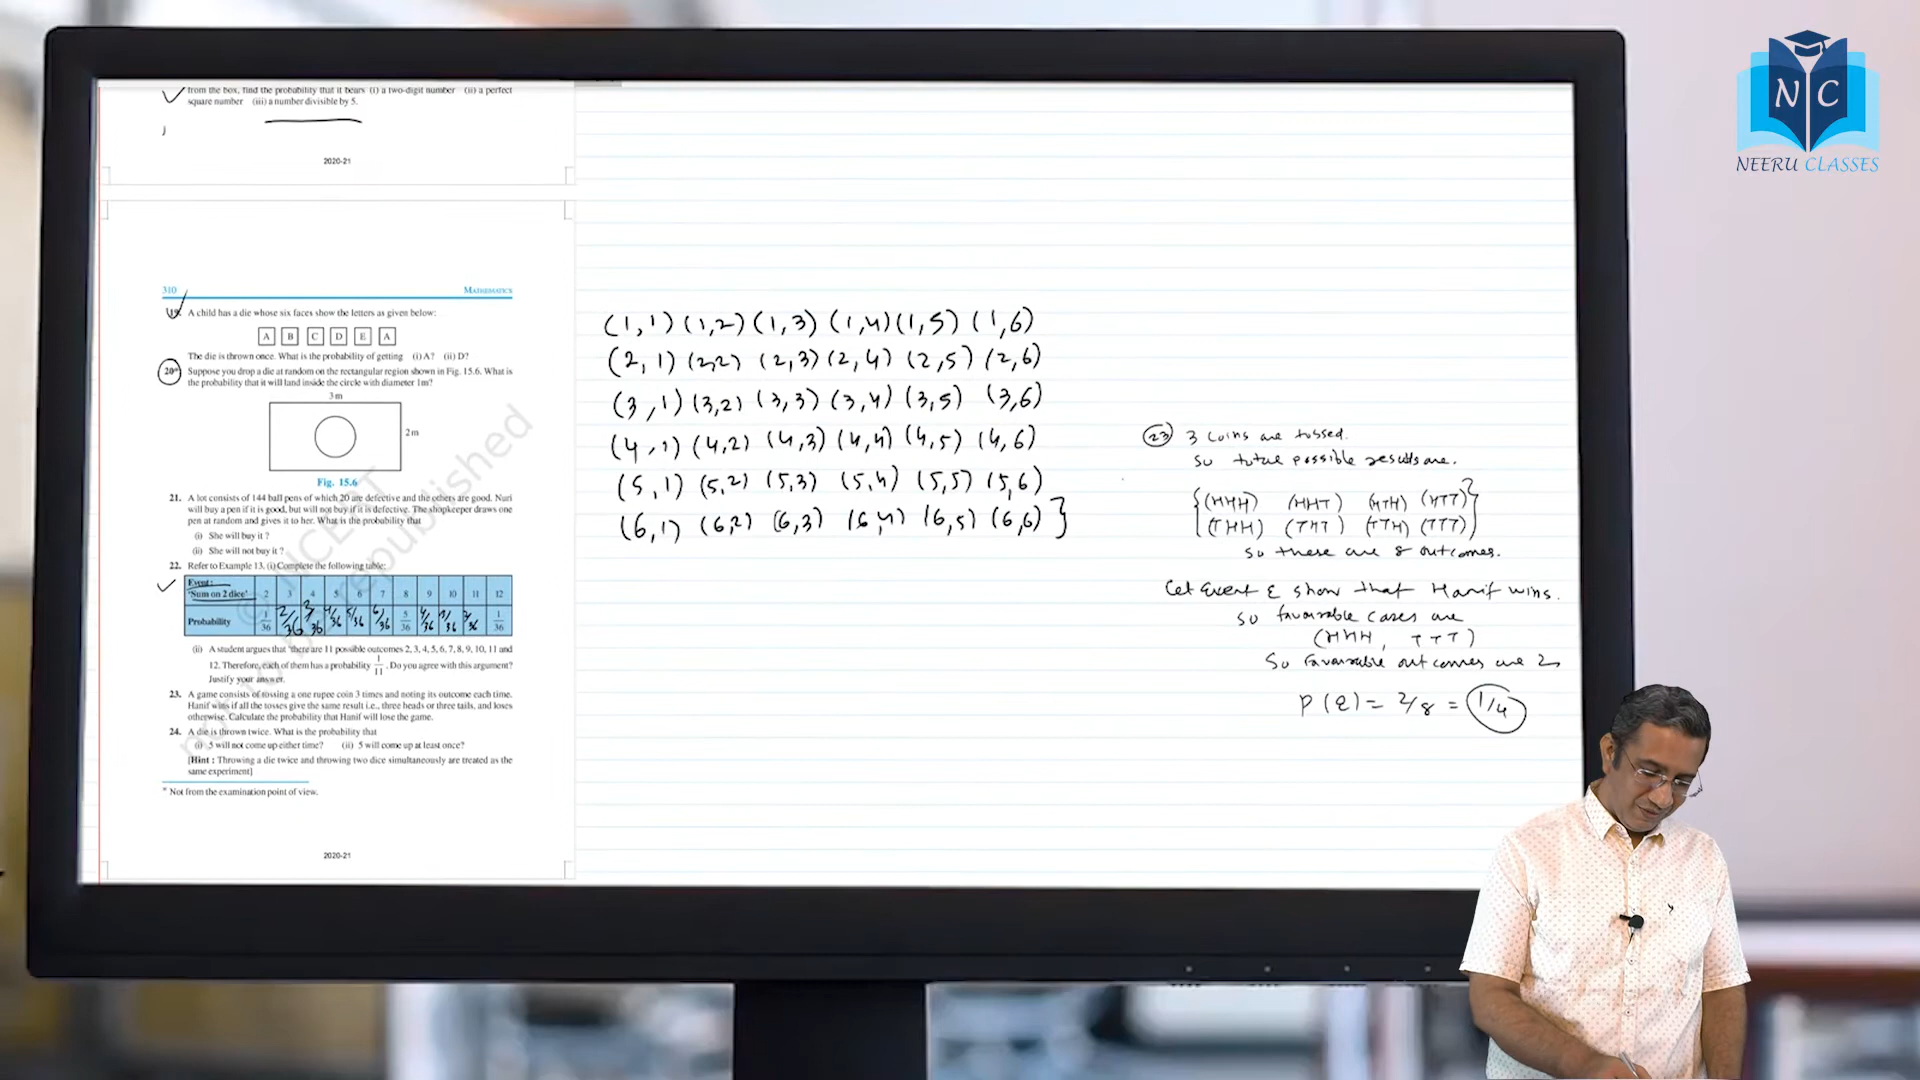 from the box, find the probability that it bears (i) a two-digit number (ii) a perfect
square number (iii) a number divisible by 5.
2020-21
310 MATHEMATICS
19. A child has a die whose six faces show the letters as given below:
A B C D E A
The die is thrown once. What is the probability of getting (i) A? (ii) D?
20* Suppose you drop a die at random on the rectangular region shown in Fig. 15.6. What is
the probability that it will land inside the circle with diameter 1m?
3 m
2 m
Fig. 15.6
21. A lot consists of 144 ball pens of which 20 are defective and the others are good. Nuri
will buy a pen if it is good, but will not buy if it is defective. The shopkeeper draws one
pen at random and gives it to her. What is the probability that
(i) She will buy it ?
(ii) She will not buy it ?
22. Refer to Example 13. (i) Complete the following table:
Event:
'Sum on 2 dice' 2 3 4 5 6 7 8 9 10 11 12
Probability 1/36 2/36 3/36 4/36 5/36 6/36 5/36 4/36 3/36 2/36 1/36
(ii) A student argues that 'there are 11 possible outcomes 2, 3, 4, 5, 6, 7, 8, 9, 10, 11 and
12. Therefore, each of them has a probability 1/11. Do you agree with this argument?
Justify your answer.
23. A game consists of tossing a one rupee coin 3 times and noting its outcome each time.
Hanif wins if all the tosses give the same result i.e., three heads or three tails, and loses
otherwise. Calculate the probability that Hanif will lose the game.
24. A die is thrown twice. What is the probability that
(i) 5 will not come up either time? (ii) 5 will come up at least once?
[Hint : Throwing a die twice and throwing two dice simultaneously are treated as the
same experiment]
* Not from the examination point of view.
2020-21
© NCERT
not to be republished
(1,1) (1,2) (1,3) (1,4) (1,5) (1,6)
(2,1) (2,2) (2,3) (2,4) (2,5) (2,6)
(3,1) (3,2) (3,3) (3,4) (3,5) (3,6)
(4,1) (4,2) (4,3) (4,4) (4,5) (4,6)
(5,1) (5,2) (5,3) (5,4) (5,5) (5,6)
(6,1) (6,2) (6,3) (6,4) (6,5) (6,6) }
23 3 coins are tossed.
so total possible results are.
{(HHH) (HHT) (HTH) (HTT)
(THH) (THT) (TTH) (TTT)}
so there are 8 outcomes.
Let Event E show that Hanif wins.
so favourable cases are
(HHH, TTT)
So favourable outcomes are 2
P(E) = 2/8 = 1/4
N C
NEERU CLASSES